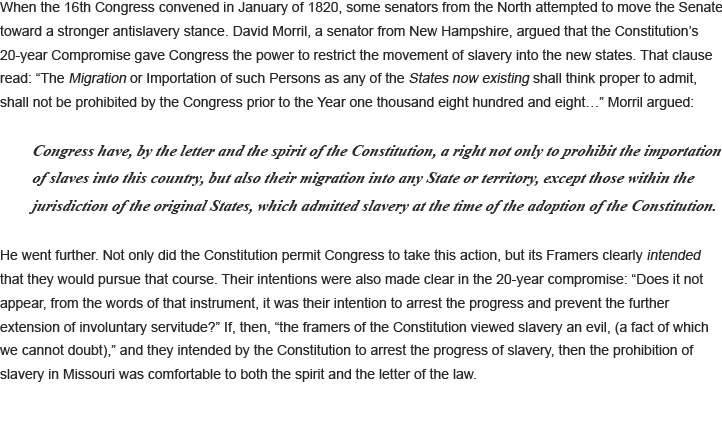 When the 16th Congress convened in January of 1820, some senators from the North attempted to move the Senate
toward a stronger antislavery stance. David Morril, a senator from New Hampshire, argued that the Constitution’s
20-year Compromise gave Congress the power to restrict the movement of slavery into the new states. That clause
read: “The Migration or Importation of such Persons as any of the States now existing shall think proper to admit,
shall not be prohibited by the Congress prior to the Year one thousand eight hundred and eight…” Morril argued:
Congress have, by the letter and the spirit of the Constitution, a right not only to prohibit the importation
of slaves into this country, but also their migration into any State or territory, except those within the
jurisdiction of the original States, which admitted slavery at the time of the adoption of the Constitution.
He went further. Not only did the Constitution permit Congress to take this action, but its Framers clearly intended
that they would pursue that course. Their intentions were also made clear in the 20-year compromise: “Does it not
appear, from the words of that instrument, it was their intention to arrest the progress and prevent the further
extension of involuntary servitude?” If, then, “the framers of the Constitution viewed slavery an evil, (a fact of which
we cannot doubt),” and they intended by the Constitution to arrest the progress of slavery, then the prohibition of
slavery in Missouri was comfortable to both the spirit and the letter of the law.